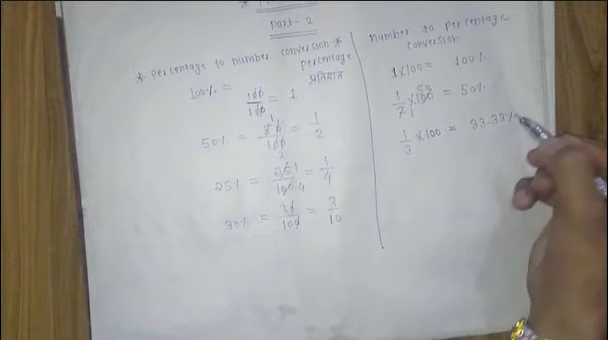 Part-2
* Percentage to number conversion *
percentage
प्रतिशत
100% =
100/100 = 1
50% = 50/100 = 1/2
25% = 25/100 = 1/4
30% = 30/100 = 3/10
Number to Percentage
conversion
1×100 = 100%
1/2 × 100 = 50%
1/3 × 100 = 33.33%